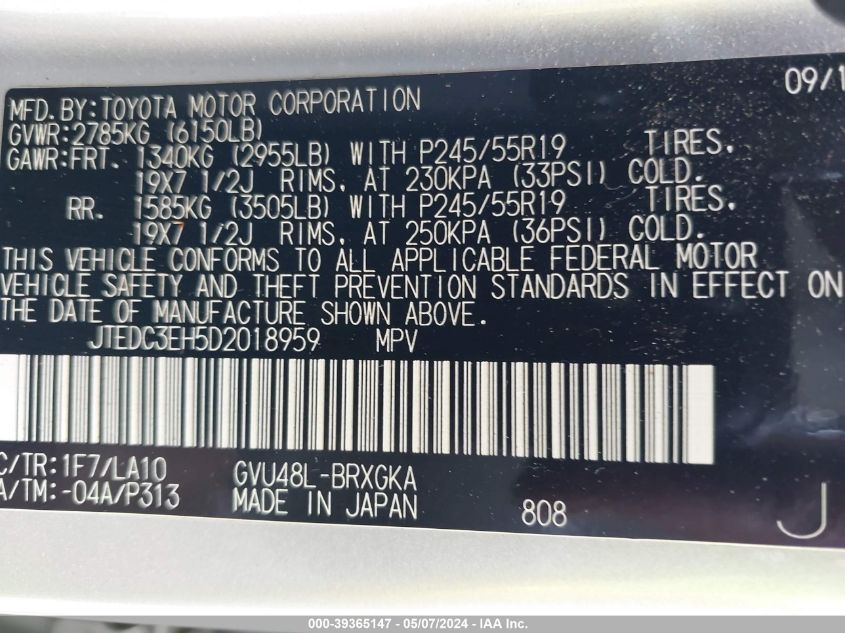 MFD. BY: TOYOTA MOTOR CORPORATION 09/1
GVWR: 2785KG (6150LB)
GAWR: FRT. 1340KG (2955LB) WITH P245/55R19 TIRES,
19X7 1/2J RIMS, AT 230KPA (33PSI) COLD.
RR. 1585KG (3505LB) WITH P245/55R19 TIRES,
19X7 1/2J RIMS, AT 250KPA (36PSI) COLD.
THIS VEHICLE CONFORMS TO ALL APPLICABLE FEDERAL MOTOR
VEHICLE SAFETY AND THEFT PREVENTION STANDARDS IN EFFECT ON
THE DATE OF MANUFACTURE SHOWN ABOVE.
JTEDC3EH5D2018959 MPV
C/TR: 1F7/LA10 GVU48L-BRXGKA
A/TM: -04A/P313 MADE IN JAPAN 808 J
000-39365147 - 05/07/2024 - IAA Inc.